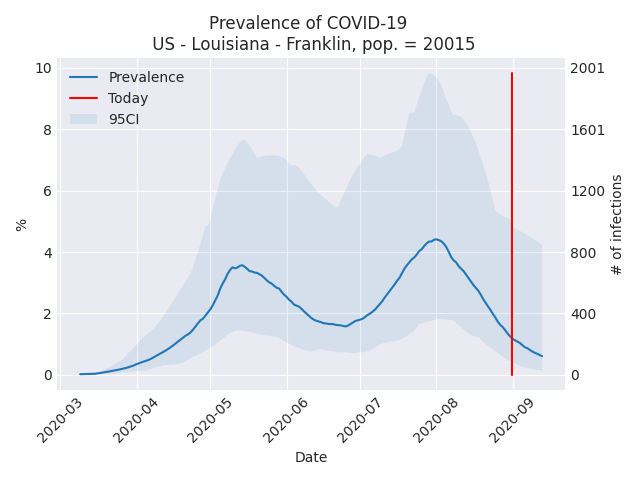 Prevalence of COVID-19
US - Louisiana - Franklin, pop. = 20015
Prevalence
Today
95CI
10
8
6
4
2
0
%
2001
1601
1200
800
400
0
# of infections
2020-03
2020-04
2020-05
2020-06
2020-07
2020-08
2020-09
Date